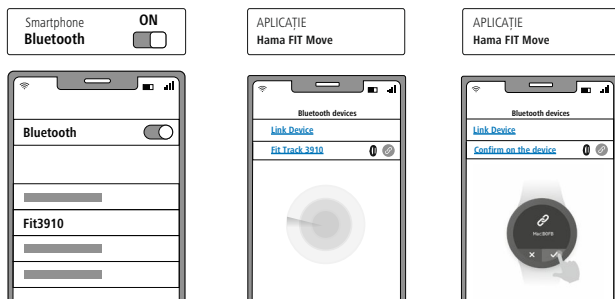 Smartphone
Bluetooth
ON
APLICAȚIE
Hama FIT Move
APLICAȚIE
Hama FIT Move
Bluetooth
Fit3910
Bluetooth devices
Link Device
Fit Track 3910
Bluetooth devices
Link Device
Confirm on the device